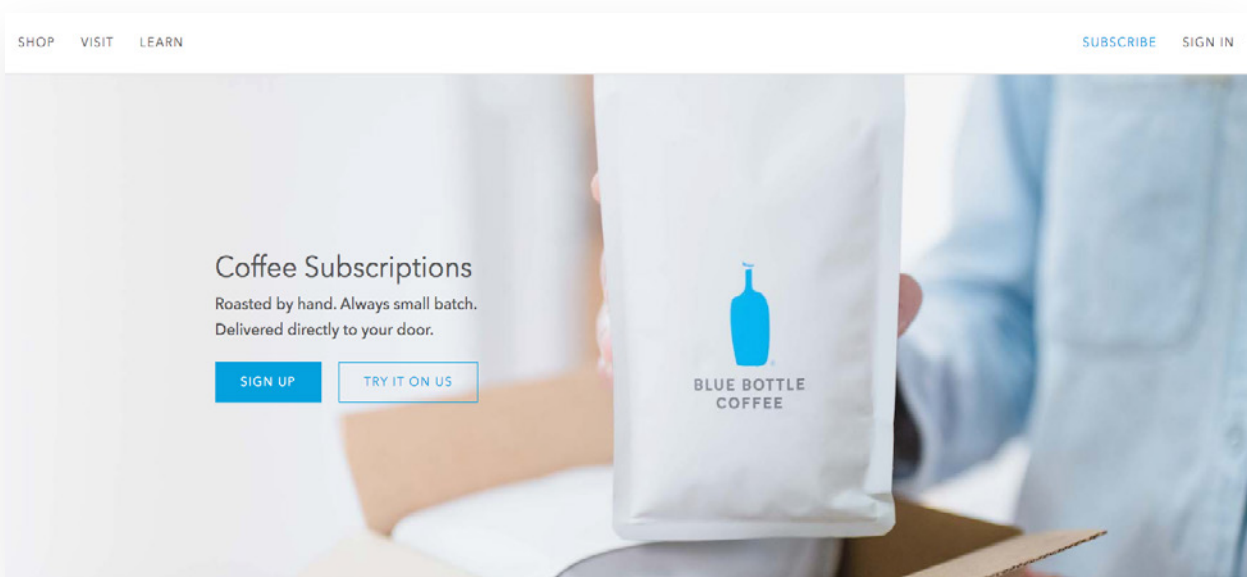 SHOP VISIT LEARN SUBSCRIBE SIGN IN
Coffee Subscriptions
Roasted by hand. Always small batch.
Delivered directly to your door.
SIGN UP TRY IT ON US
BLUE BOTTLE
COFFEE